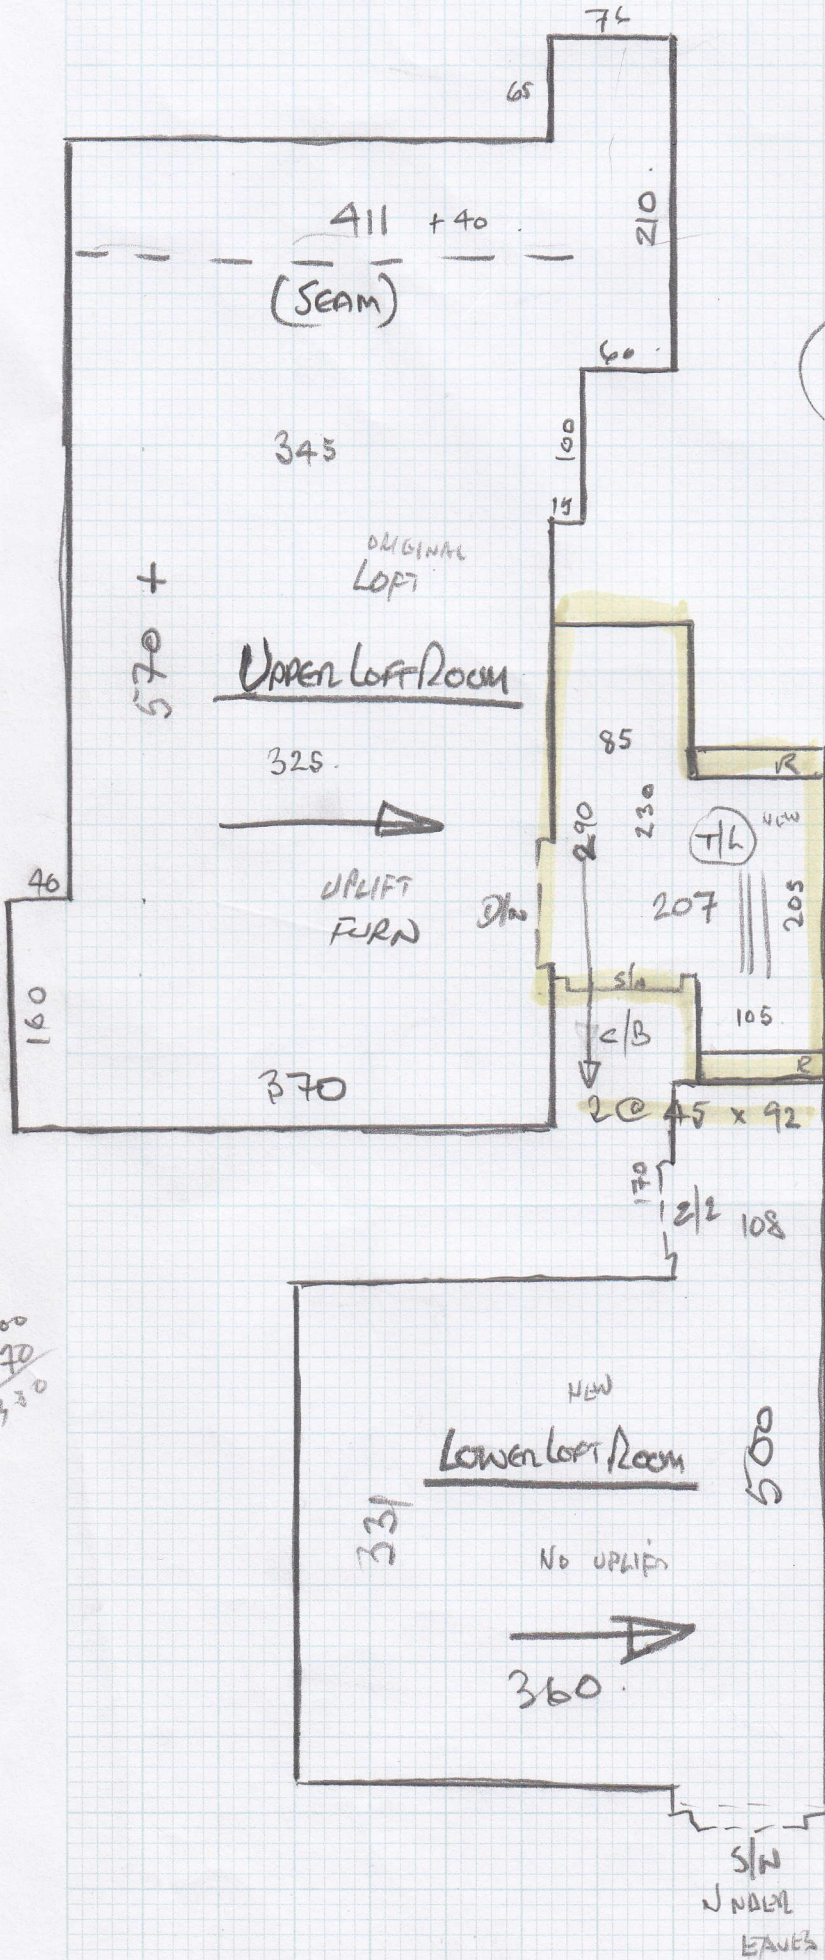 65
411 + 40
210
(SEAM)
60
345
100
15
ORIGINAL
LOFT
570 +
UPPER LOFT ROOM
85
325
R
290
230
T/L
NEW
40
UPLIFT
FURN
207
205
160
S/W
105
C/B
370
R
2 @ 45 x 92
170
2/2
108
NEW
LOWER LOFT ROOM
500
331
NO UPLIFT
360
S/W
UNDER
EAVES